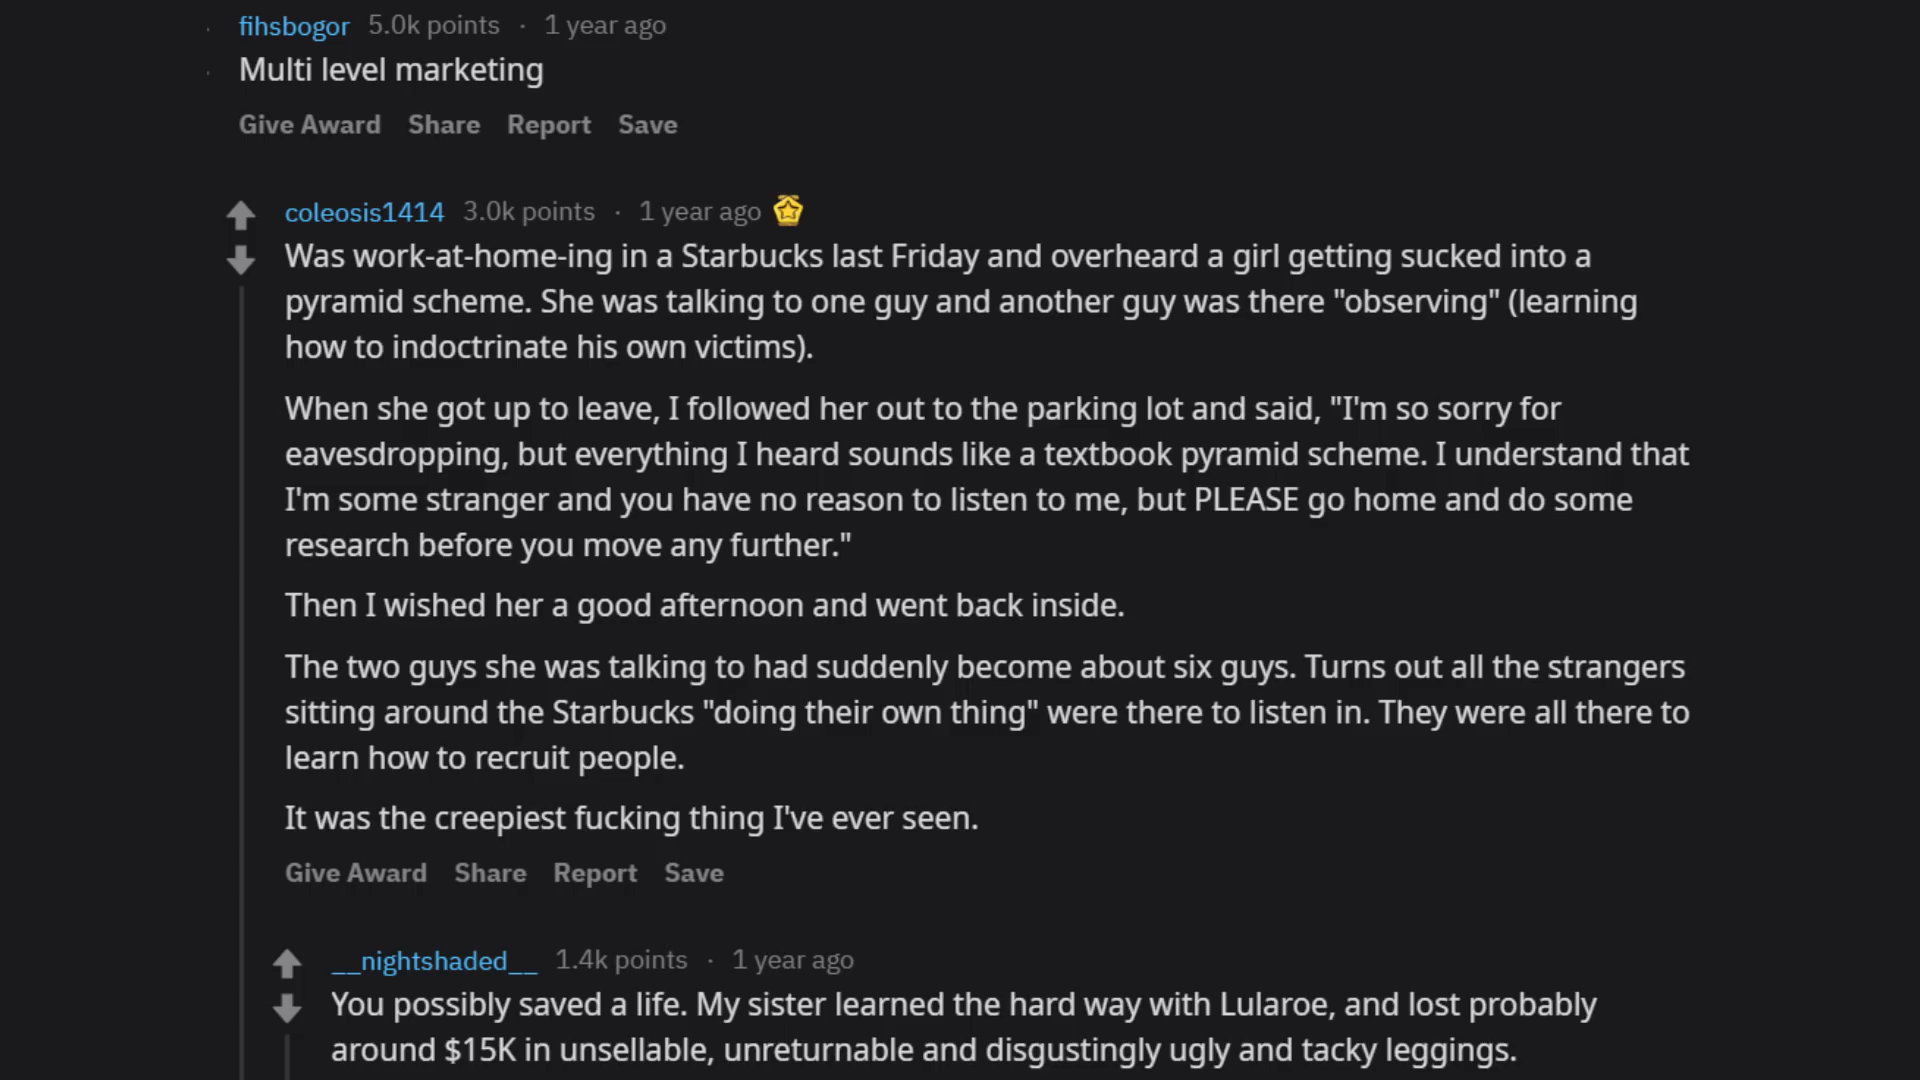 fihsbogor 5.0k points · 1 year ago
Multi level marketing
Give Award Share Report Save
coleosis1414 3.0k points · 1 year ago
Was work-at-home-ing in a Starbucks last Friday and overheard a girl getting sucked into a
pyramid scheme. She was talking to one guy and another guy was there "observing" (learning
how to indoctrinate his own victims).
When she got up to leave, I followed her out to the parking lot and said, "I'm so sorry for
eavesdropping, but everything I heard sounds like a textbook pyramid scheme. I understand that
I'm some stranger and you have no reason to listen to me, but PLEASE go home and do some
research before you move any further."
Then I wished her a good afternoon and went back inside.
The two guys she was talking to had suddenly become about six guys. Turns out all the strangers
sitting around the Starbucks "doing their own thing" were there to listen in. They were all there to
learn how to recruit people.
It was the creepiest fucking thing I've ever seen.
Give Award Share Report Save
__nightshaded__ 1.4k points · 1 year ago
You possibly saved a life. My sister learned the hard way with Lularoe, and lost probably
around $15K in unsellable, unreturnable and disgustingly ugly and tacky leggings.